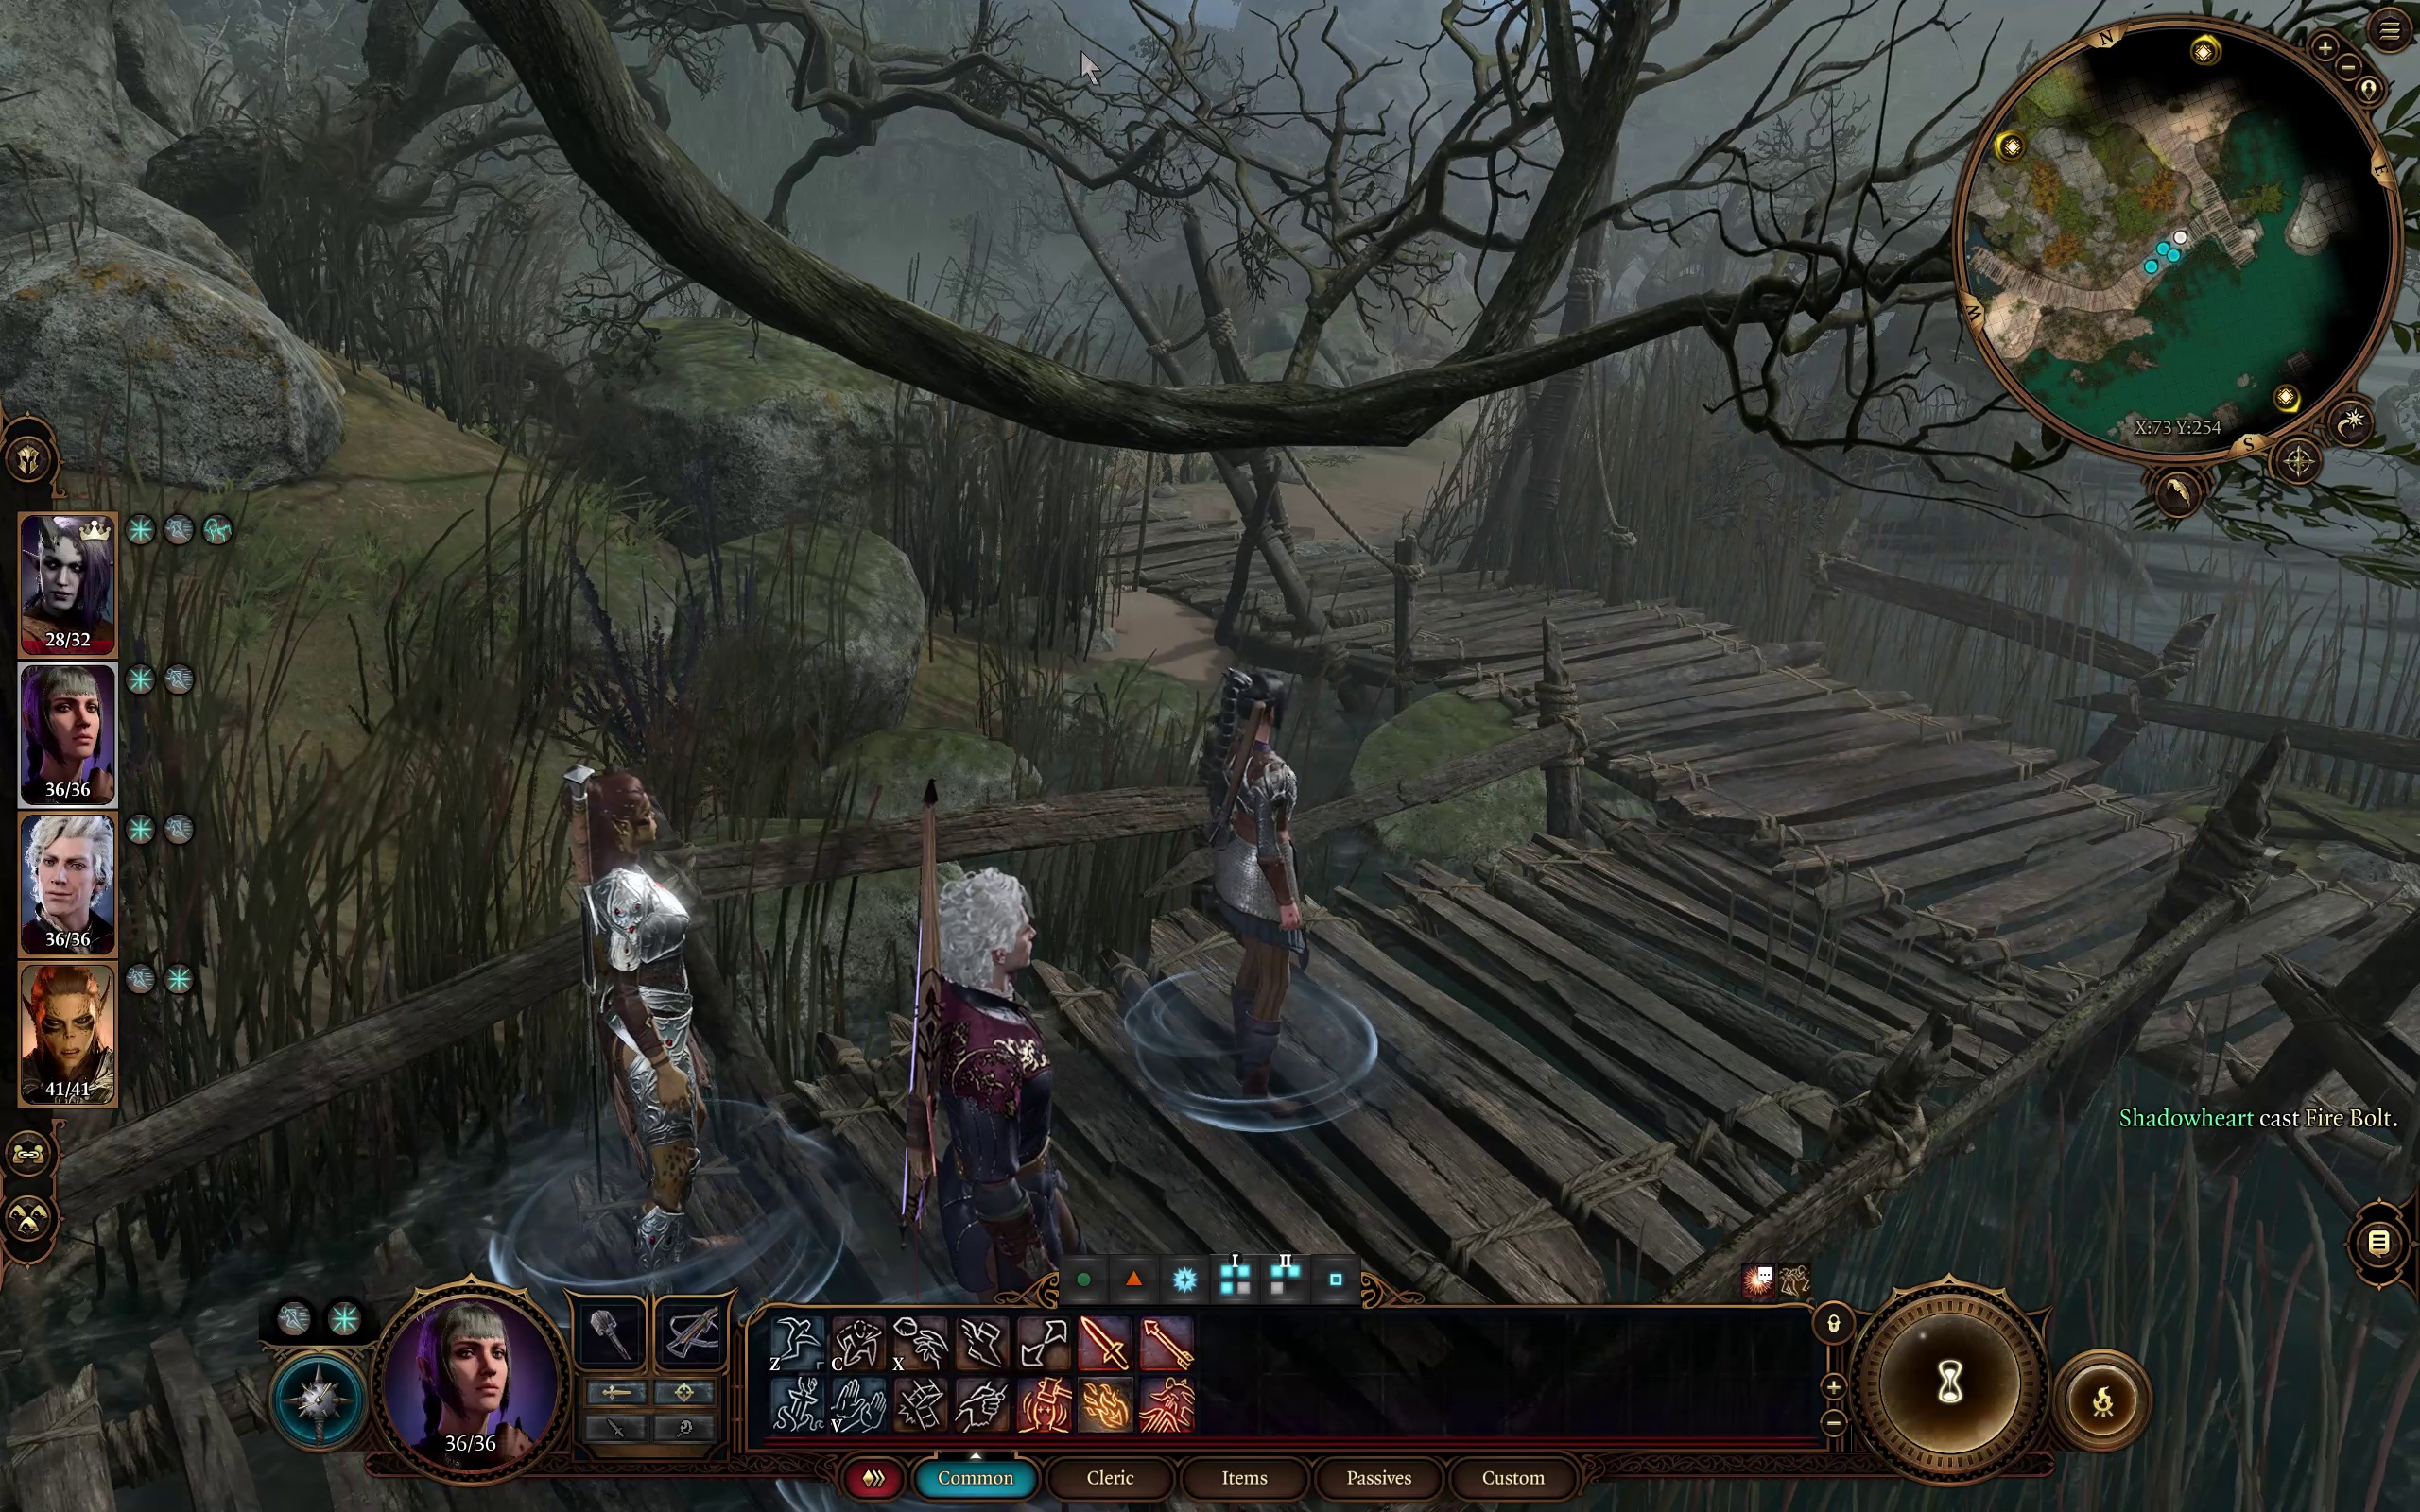 N
E
W
S
X:73 Y:254
28/32
36/36
36/36
41/41
Shadowheart cast Fire Bolt.
I II
Z C X
V
36/36
Common Cleric Items Passives Custom